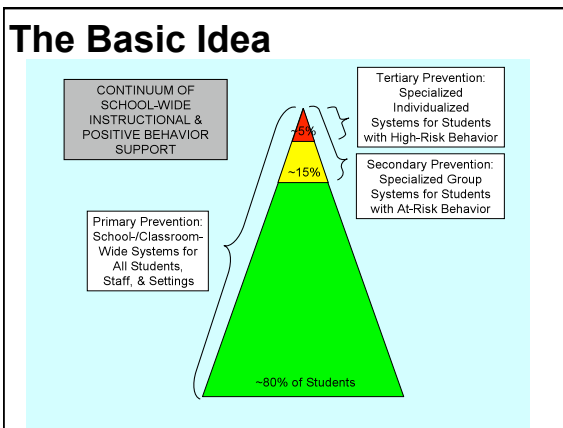 The Basic Idea
CONTINUUM OF
SCHOOL-WIDE
INSTRUCTIONAL &
POSITIVE BEHAVIOR
SUPPORT
Tertiary Prevention:
Specialized
Individualized
Systems for Students
with High-Risk Behavior
~5%
Secondary Prevention:
Specialized Group
Systems for Students
with At-Risk Behavior
~15%
Primary Prevention:
School-/Classroom-
Wide Systems for
All Students,
Staff, & Settings
~80% of Students